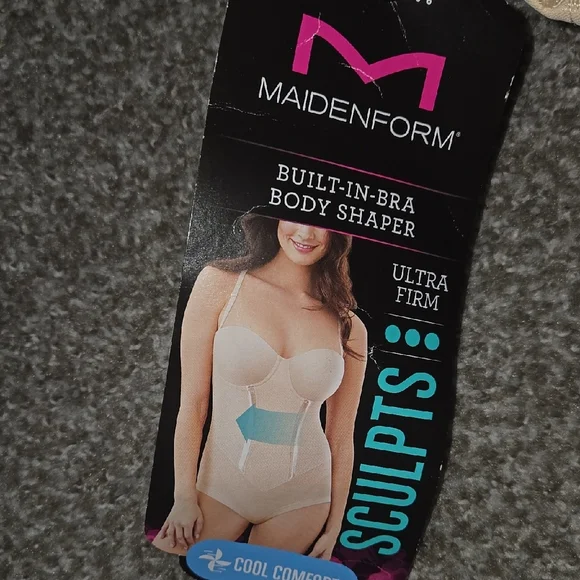 MAIDENFORM®
BUILT-IN-BRA
BODY SHAPER
ULTRA
FIRM
SCULPTS
COOL COMFORT